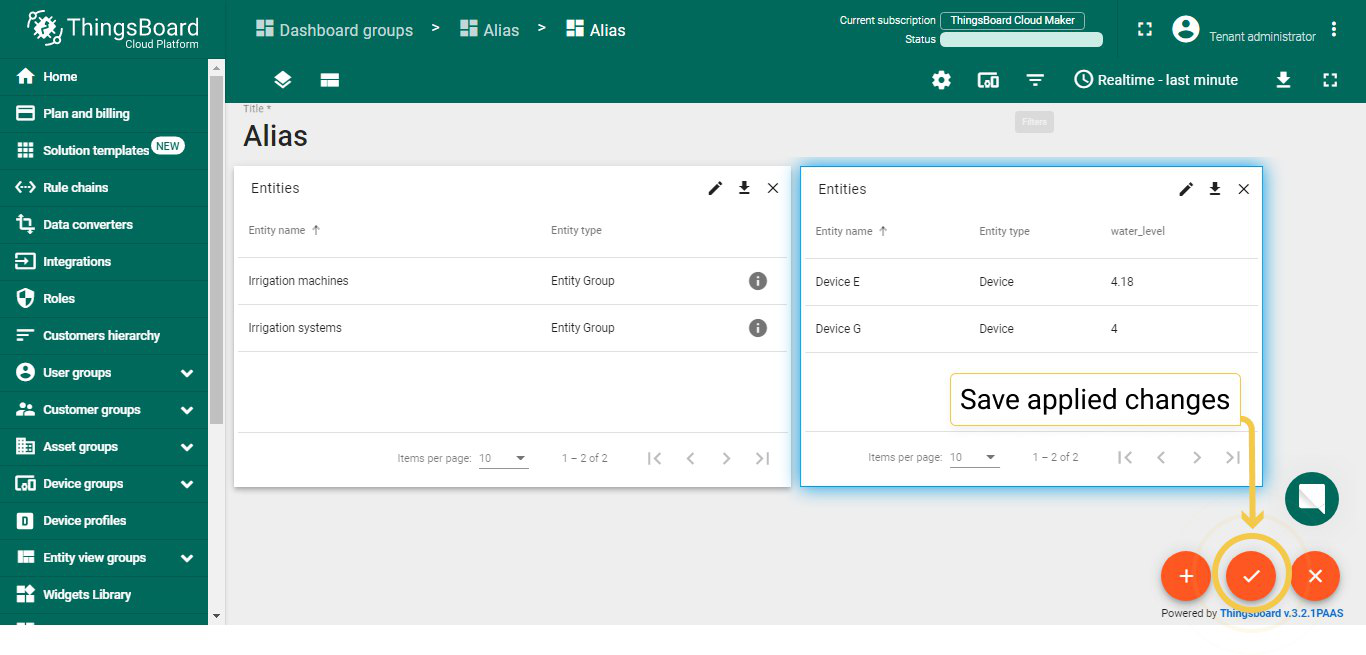 ThingsBoard
Cloud Platform
Dashboard groups > Alias > Alias
Current subscription ThingsBoard Cloud Maker
Status
Tenant administrator
Realtime - last minute
Home
Plan and billing
Solution templates NEW
Rule chains
Data converters
Integrations
Roles
Customers hierarchy
User groups
Customer groups
Asset groups
Device groups
D Device profiles
Entity view groups
Widgets Library
Title *
Alias
Filters
Entities
Entity name Entity type
Irrigation machines Entity Group
Irrigation systems Entity Group
Items per page: 10 1 – 2 of 2
Entities
Entity name Entity type water_level
Device E Device 4.18
Device G Device 4
Save applied changes
Items per page: 10 1 – 2 of 2
Powered by Thingsboard v.3.2.1PAAS